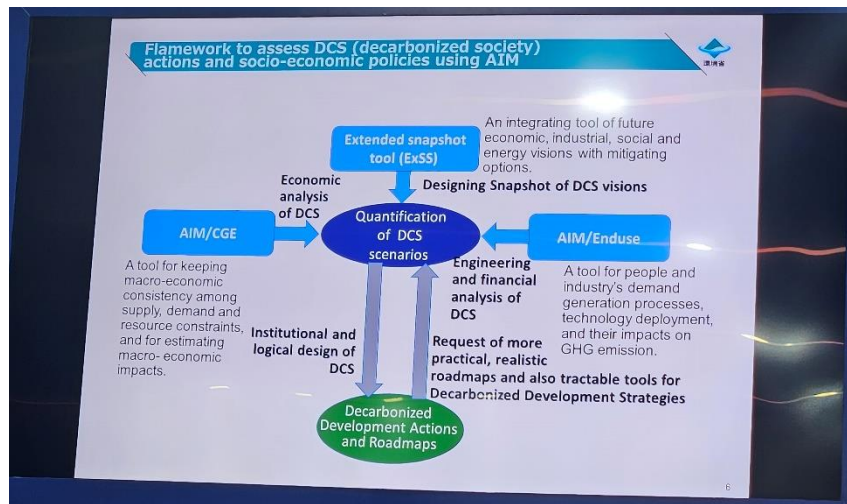 Flamework to assess DCS (decarbonized society)
actions and socio-economic policies using AIM
環境省
Extended snapshot
tool (ExSS)
An integrating tool of future
economic, industrial, social and
energy visions with mitigating
options.
Economic
analysis
of DCS
Designing Snapshot of DCS visions
AIM/CGE
Quantification
of DCS
scenarios
AIM/Enduse
A tool for keeping
macro-economic
consistency among
supply, demand and
resource constraints,
and for estimating
macro- economic
impacts.
Engineering
and financial
analysis of
DCS
A tool for people and
industry's demand
generation processes,
technology deployment,
and their impacts on
GHG emission.
Institutional and
logical design of
DCS
Request of more
practical, realistic
roadmaps and also tractable tools for
Decarbonized Development Strategies
Decarbonized
Development Actions
and Roadmaps
6